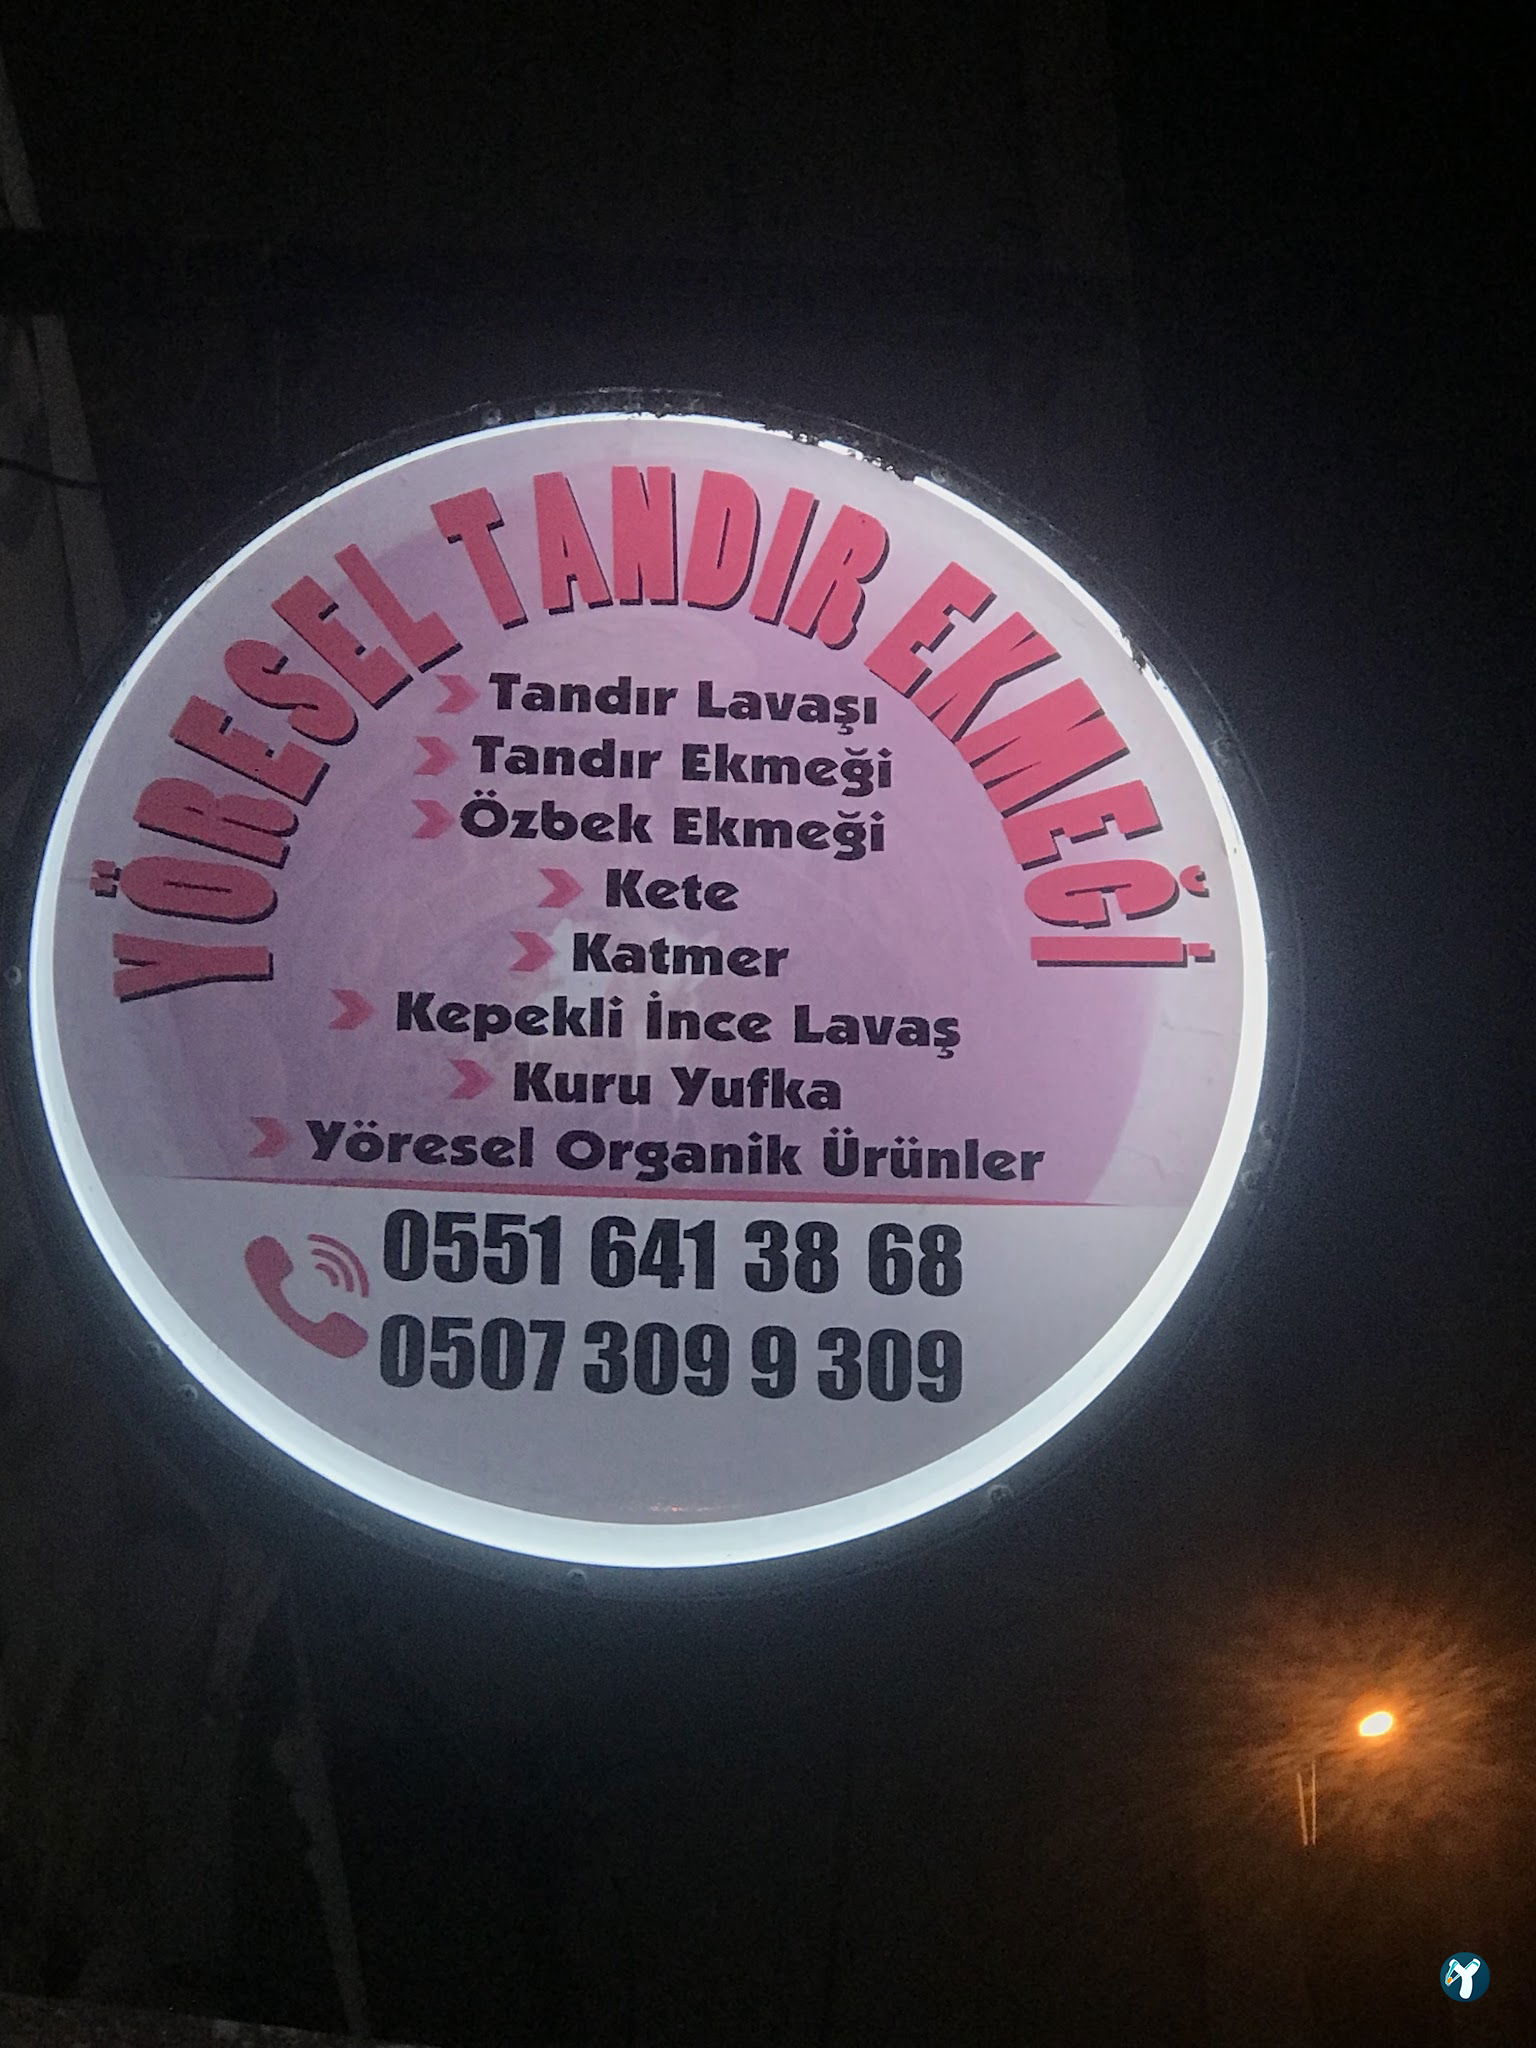 YÖRESEL TANDIR EKMEĞİ
Tandır Lavaşı
Tandır Ekmeği
Özbek Ekmeği
Kete
Katmer
Kepekli İnce Lavaş
Kuru Yufka
Yöresel Organik Ürünler
0551 641 38 68
0507 309 9 309